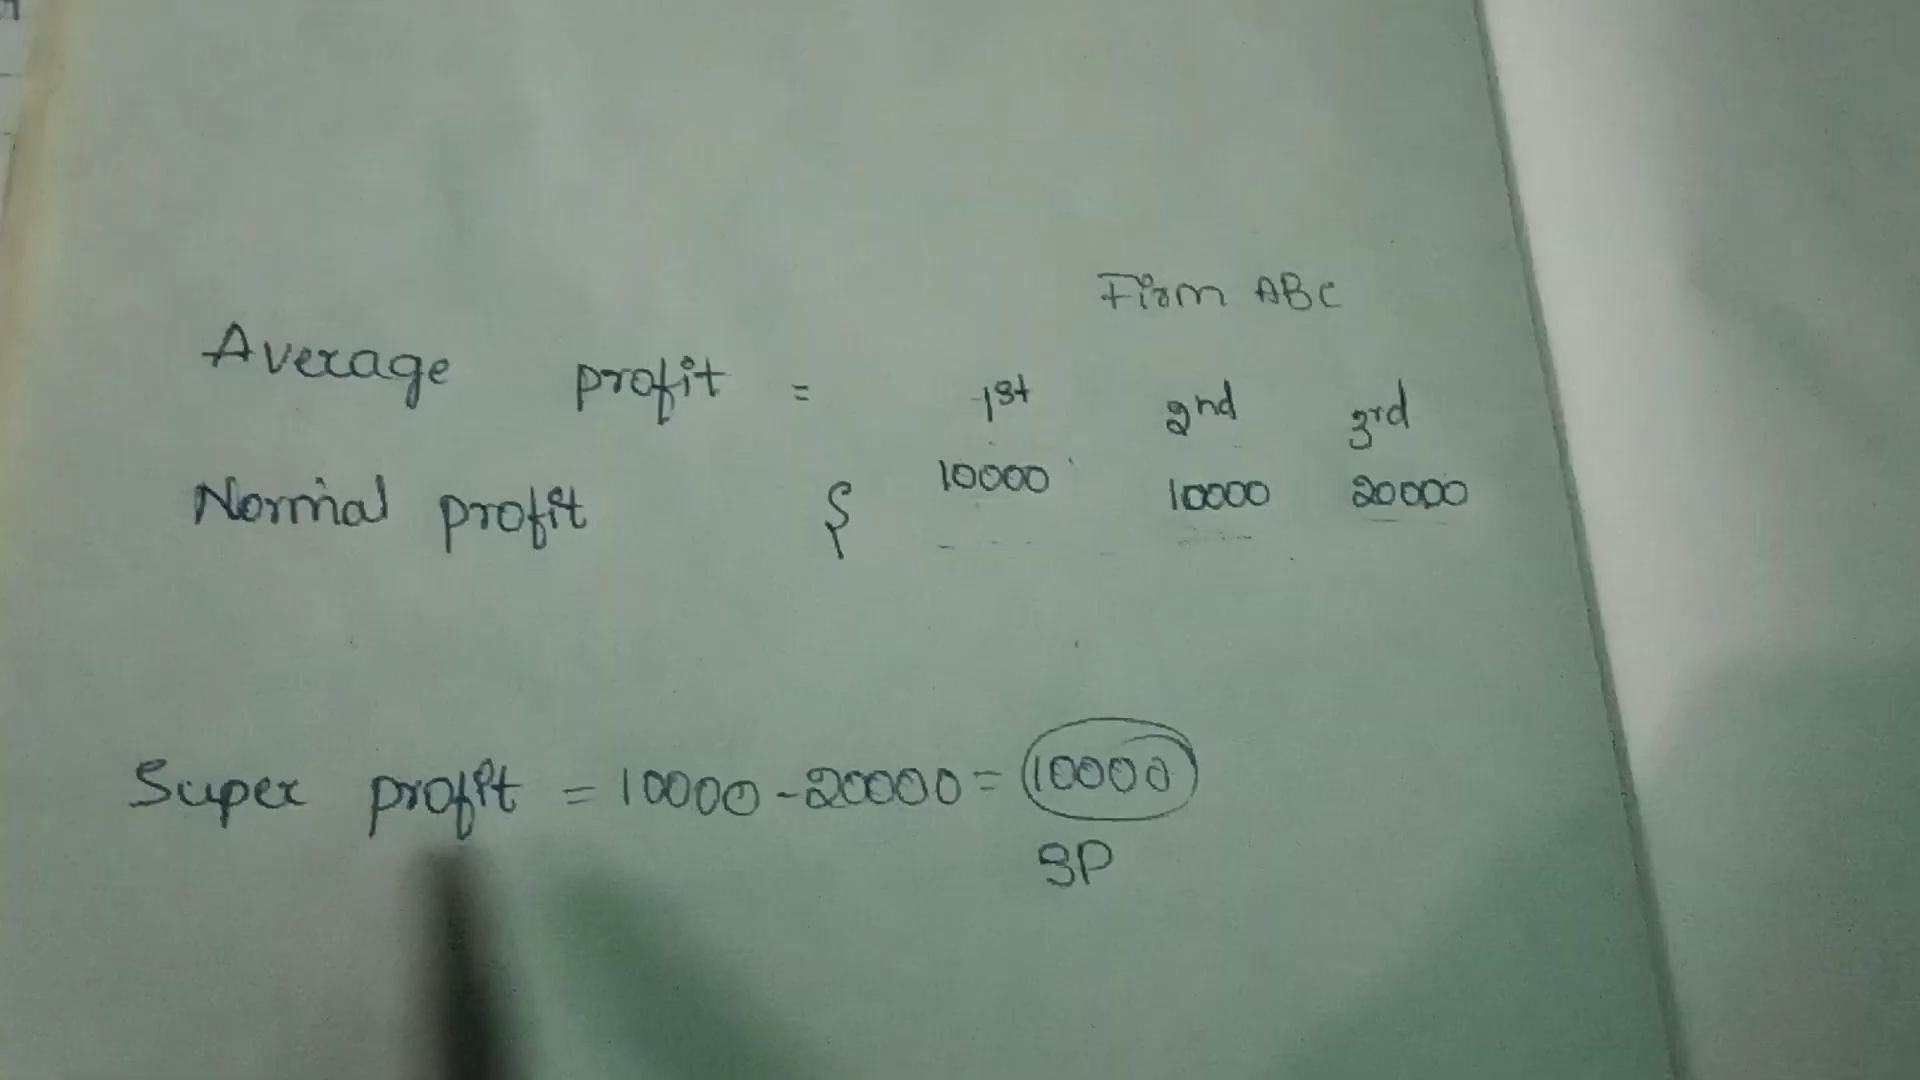 Firm ABC
Average profit = 1st 2nd 3rd
Normal profit 10000 10000 20000
Super profit = 10000 - 20000 = 10000
SP